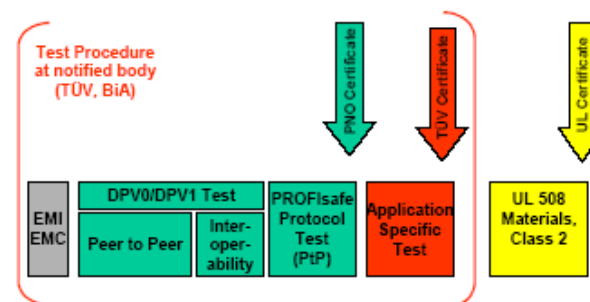 Test Procedure
at notified body
(TÜV, BiA)
PNO Certificate
TÜV Certificate
UL Certificate
EMI
EMC
DPV0/DPV1 Test
Peer to Peer
Inter-
oper-
ability
PROFIsafe
Protocol
Test
(PtP)
Application
Specific
Test
UL 508
Materials,
Class 2